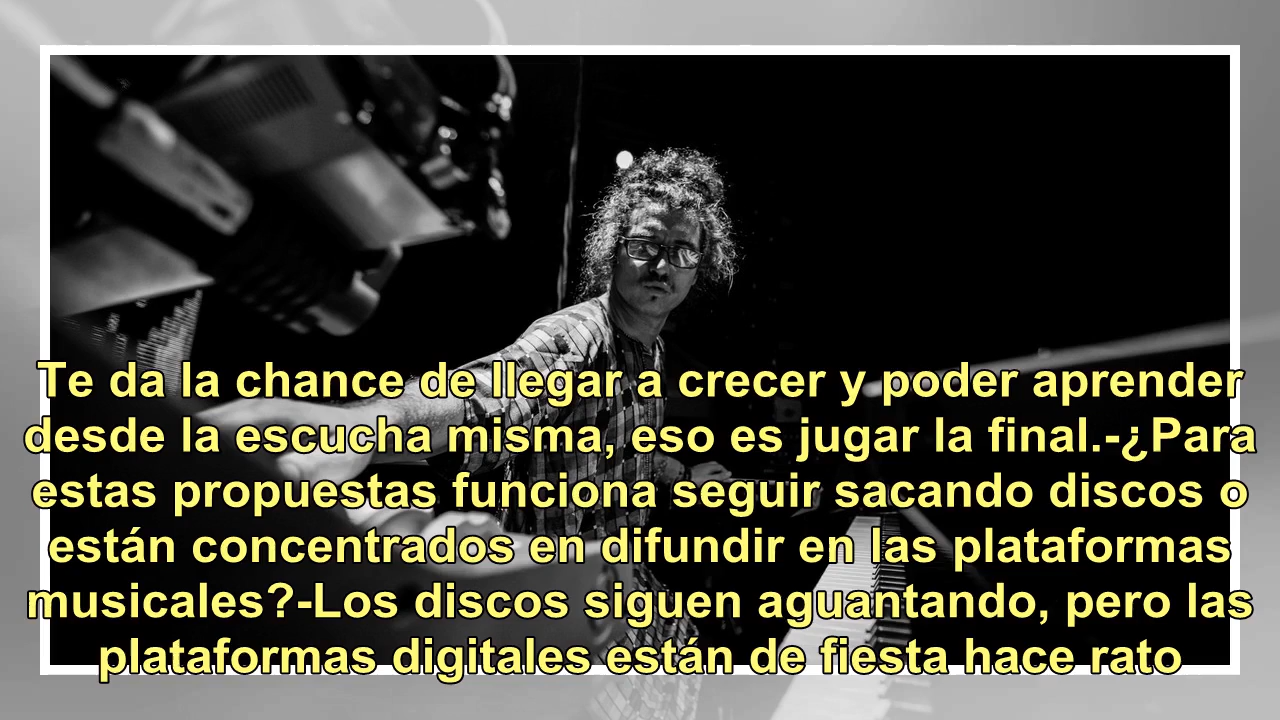 Te da la chance de llegar a crecer y poder aprender
desde la escucha misma, eso es jugar la final.-¿Para
estas propuestas funciona seguir sacando discos o
están concentrados en difundir en las plataformas
musicales?-Los discos siguen aguantando, pero las
plataformas digitales están de fiesta hace rato